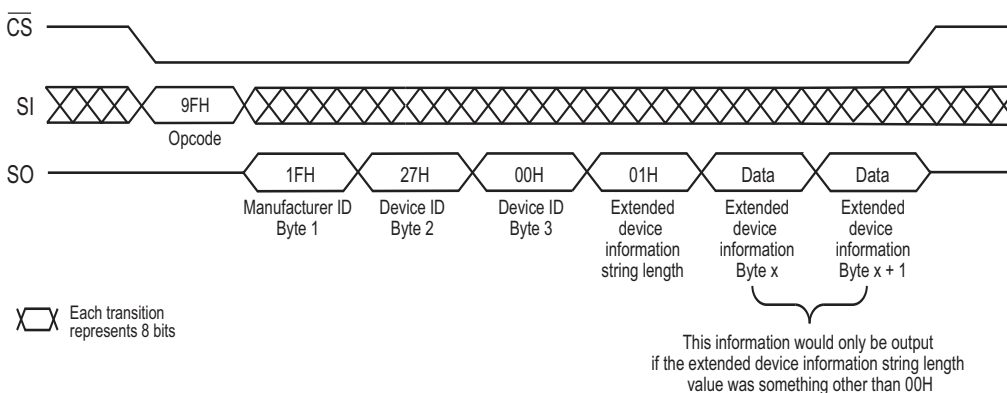 CS
SI
9FH
Opcode
SO
1FH
27H
00H
01H
Data
Data
Manufacturer ID
Byte 1
Device ID
Byte 2
Device ID
Byte 3
Extended
device
information
string length
Extended
device
information
Byte x
Extended
device
information
Byte x + 1
Each transition
represents 8 bits
This information would only be output
if the extended device information string length
value was something other than 00H